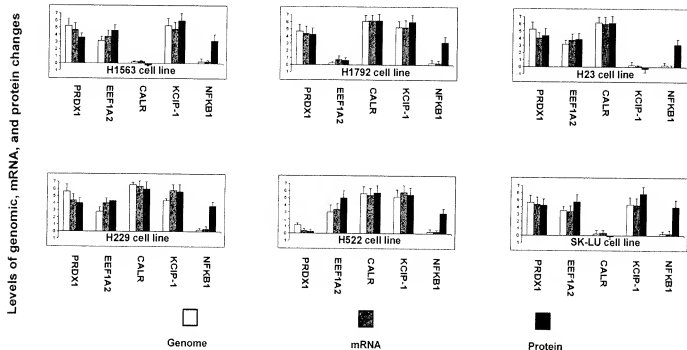 Levels of genomic, mRNA, and protein changes
H1563 cell line
PRDX1
EEF1A2
CALR
KCIP-1
NFKB1
H1792 cell line
PRDX1
EEF1A2
CALR
KCIP-1
NFKB1
H23 cell line
PRDX1
EEF1A2
CALR
KCIP-1
NFKB1
H229 cell line
PRDX1
EEF1A2
CALR
KCIP-1
NFKB1
H522 cell line
PRDX1
EEF1A2
CALR
KCIP-1
NFKB1
SK-LU cell line
PRDX1
EEF1A2
CALR
KCIP-1
NFKB1
Genome
mRNA
Protein